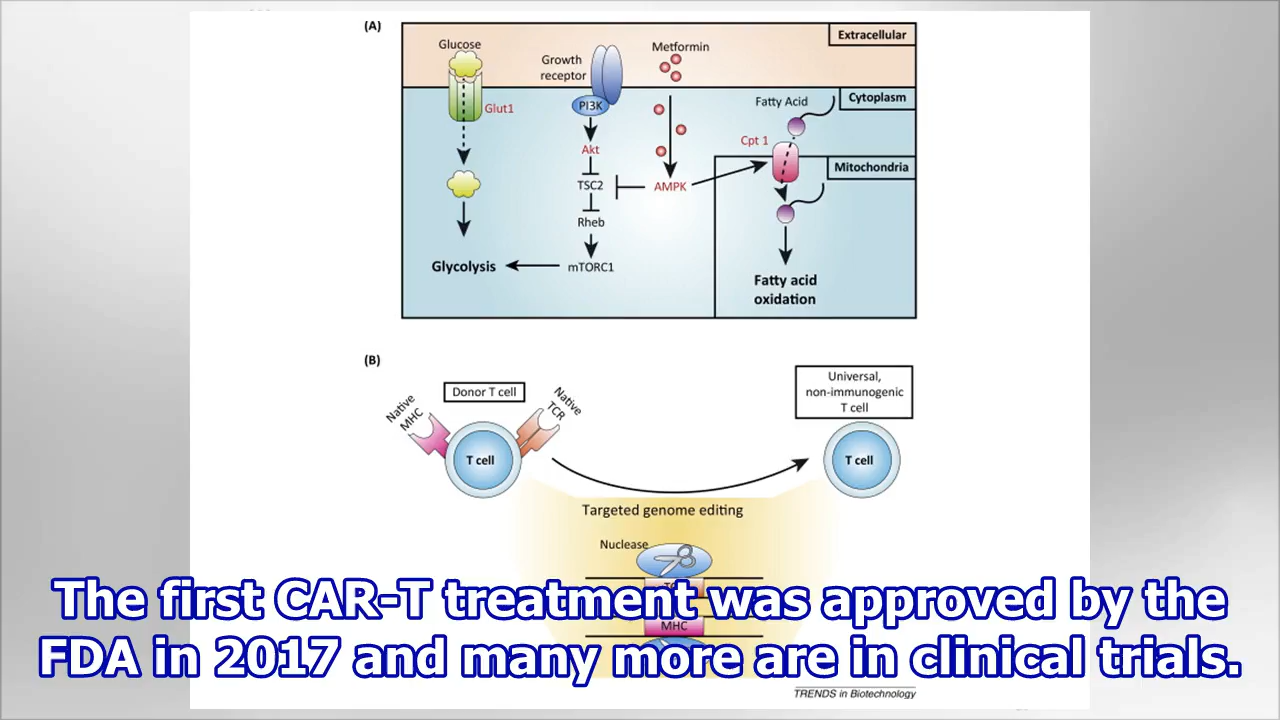 (A)
Extracellular
Glucose
Metformin
Growth
receptor
Fatty Acid
Cytoplasm
PI3K
Glut1
Cpt 1
Akt
Mitochondria
TSC2
AMPK
Rheb
Glycolysis
mTORC1
Fatty acid
oxidation
(B)
Universal,
non-immunogenic
T cell
Donor T cell
Native
MHC
Native
TCR
T cell
T cell
Targeted genome editing
Nuclease
The first CAR-T treatment was approved by the
MHC
FDA in 2017 and many more are in clinical trials.
TRENDS in Biotechnology